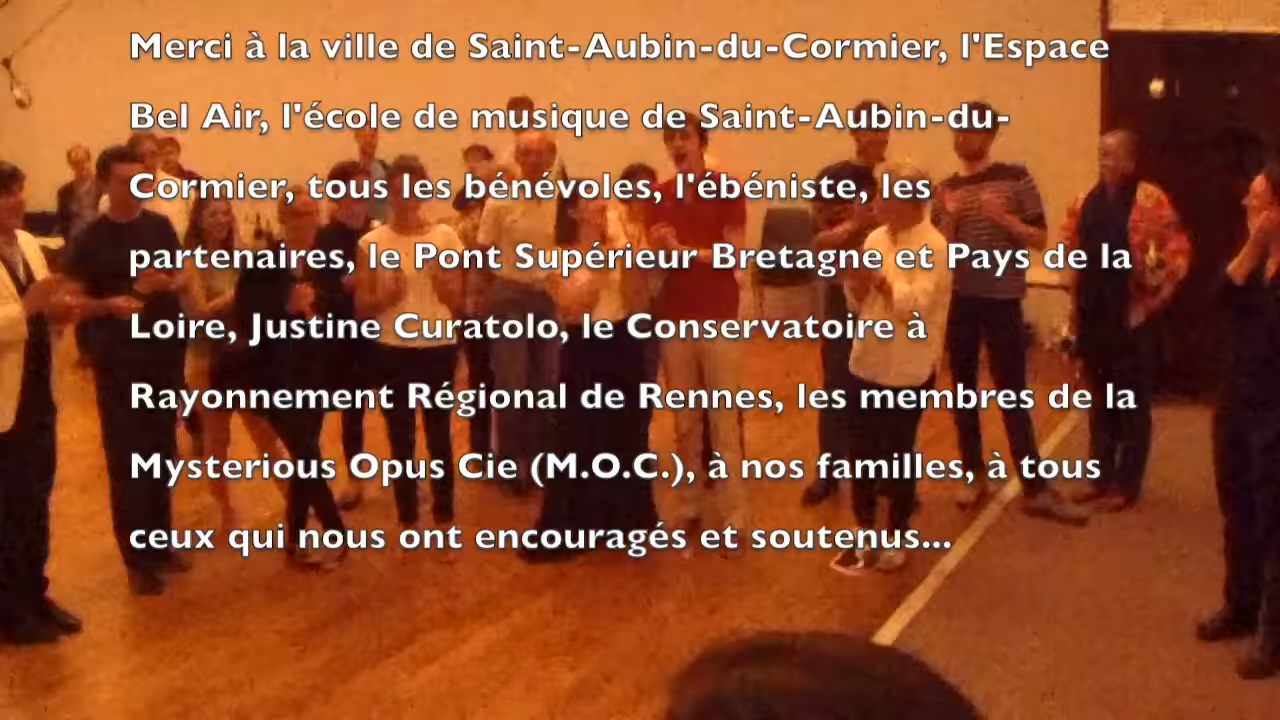 Merci à la ville de Saint-Aubin-du-Cormier, l'Espace
Bel Air, l'école de musique de Saint-Aubin-du-
Cormier, tous les bénévoles, l'ébéniste, les
partenaires, le Pont Supérieur Bretagne et Pays de la
Loire, Justine Curatolo, le Conservatoire à
Rayonnement Régional de Rennes, les membres de la
Mysterious Opus Cie (M.O.C.), à nos familles, à tous
ceux qui nous ont encouragés et soutenus...